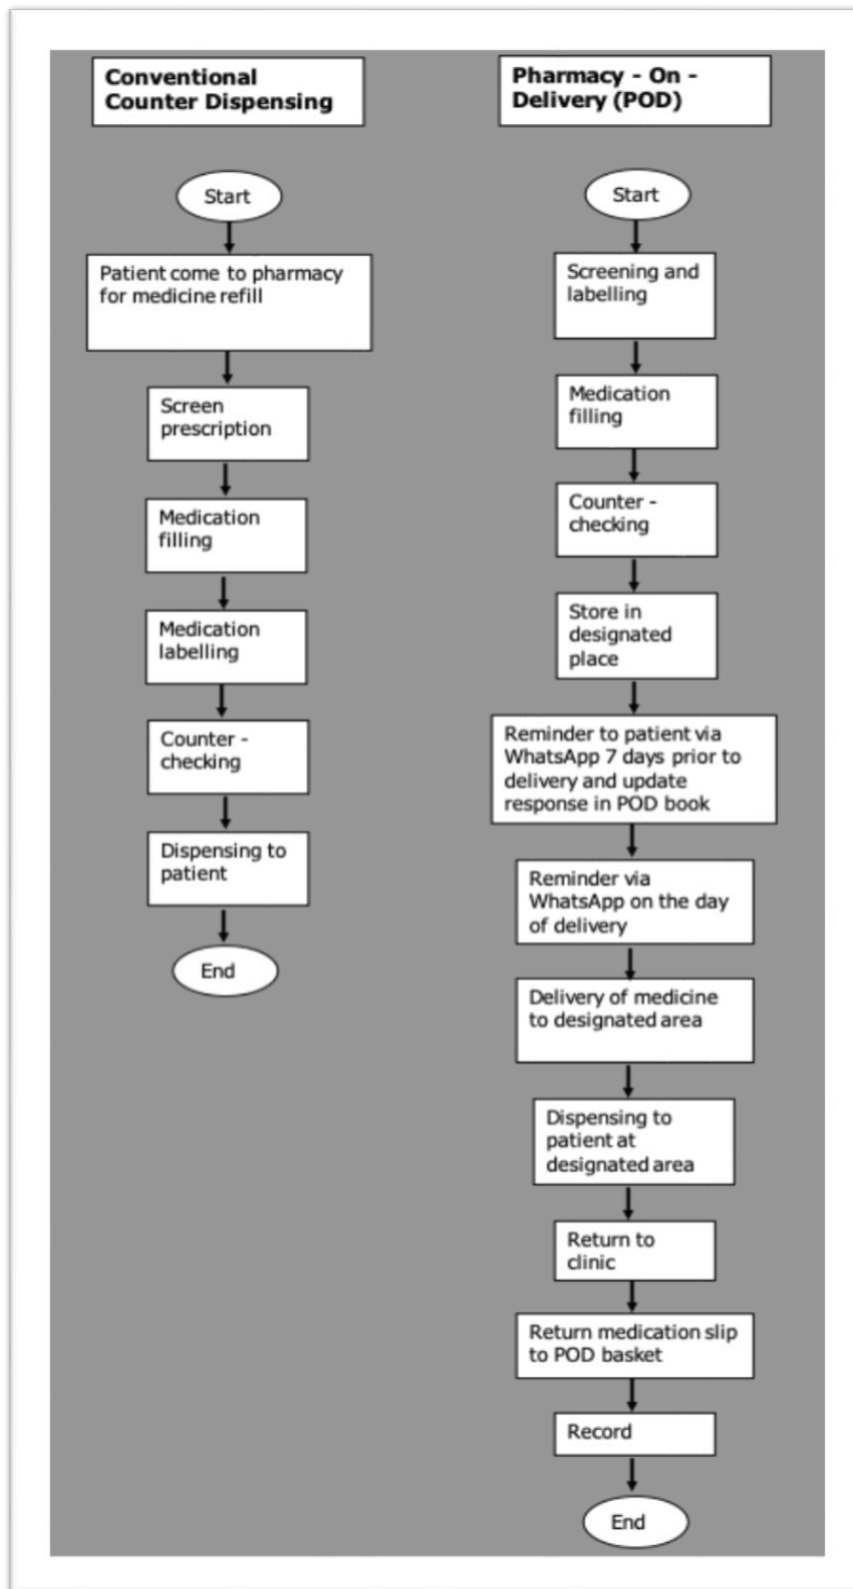 Conventional
Counter Dispensing
Start
Patient come to pharmacy
for medicine refill
Screen
prescription
Medication
filling
Medication
labelling
Counter -
checking
Dispensing to
patient
End
Pharmacy - On -
Delivery (POD)
Start
Screening and
labelling
Medication
filling
Counter -
checking
Store in
designated
place
Reminder to patient via
WhatsApp 7 days prior to
delivery and update
response in POD book
Reminder via
WhatsApp on the day
of delivery
Delivery of medicine
to designated area
Dispensing to
patient at
designated area
Return to
clinic
Return medication slip
to POD basket
Record
End